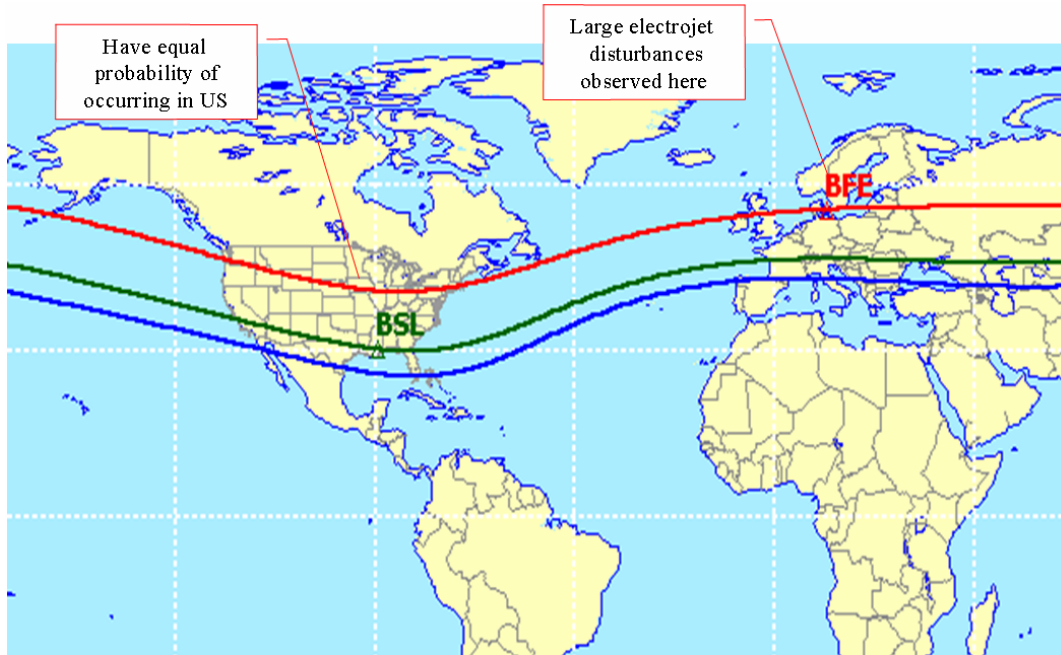 Have equal
probability of
occurring in US
Large electrojet
disturbances
observed here
BFE
BSL